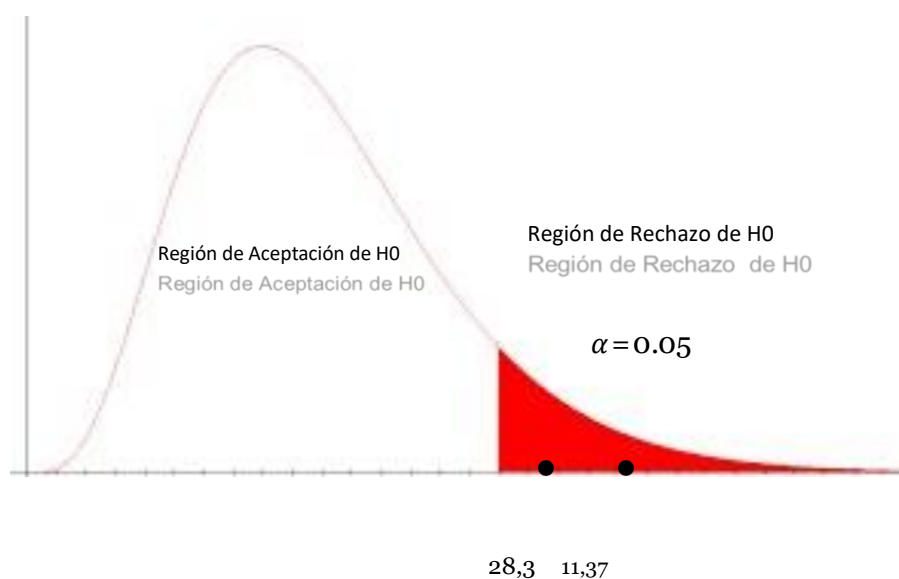 Región de Rechazo de H0
Región de Rechazo de H0
Región de Aceptación de H0
Región de Aceptación de H0
α=0.05
28,3 11,37